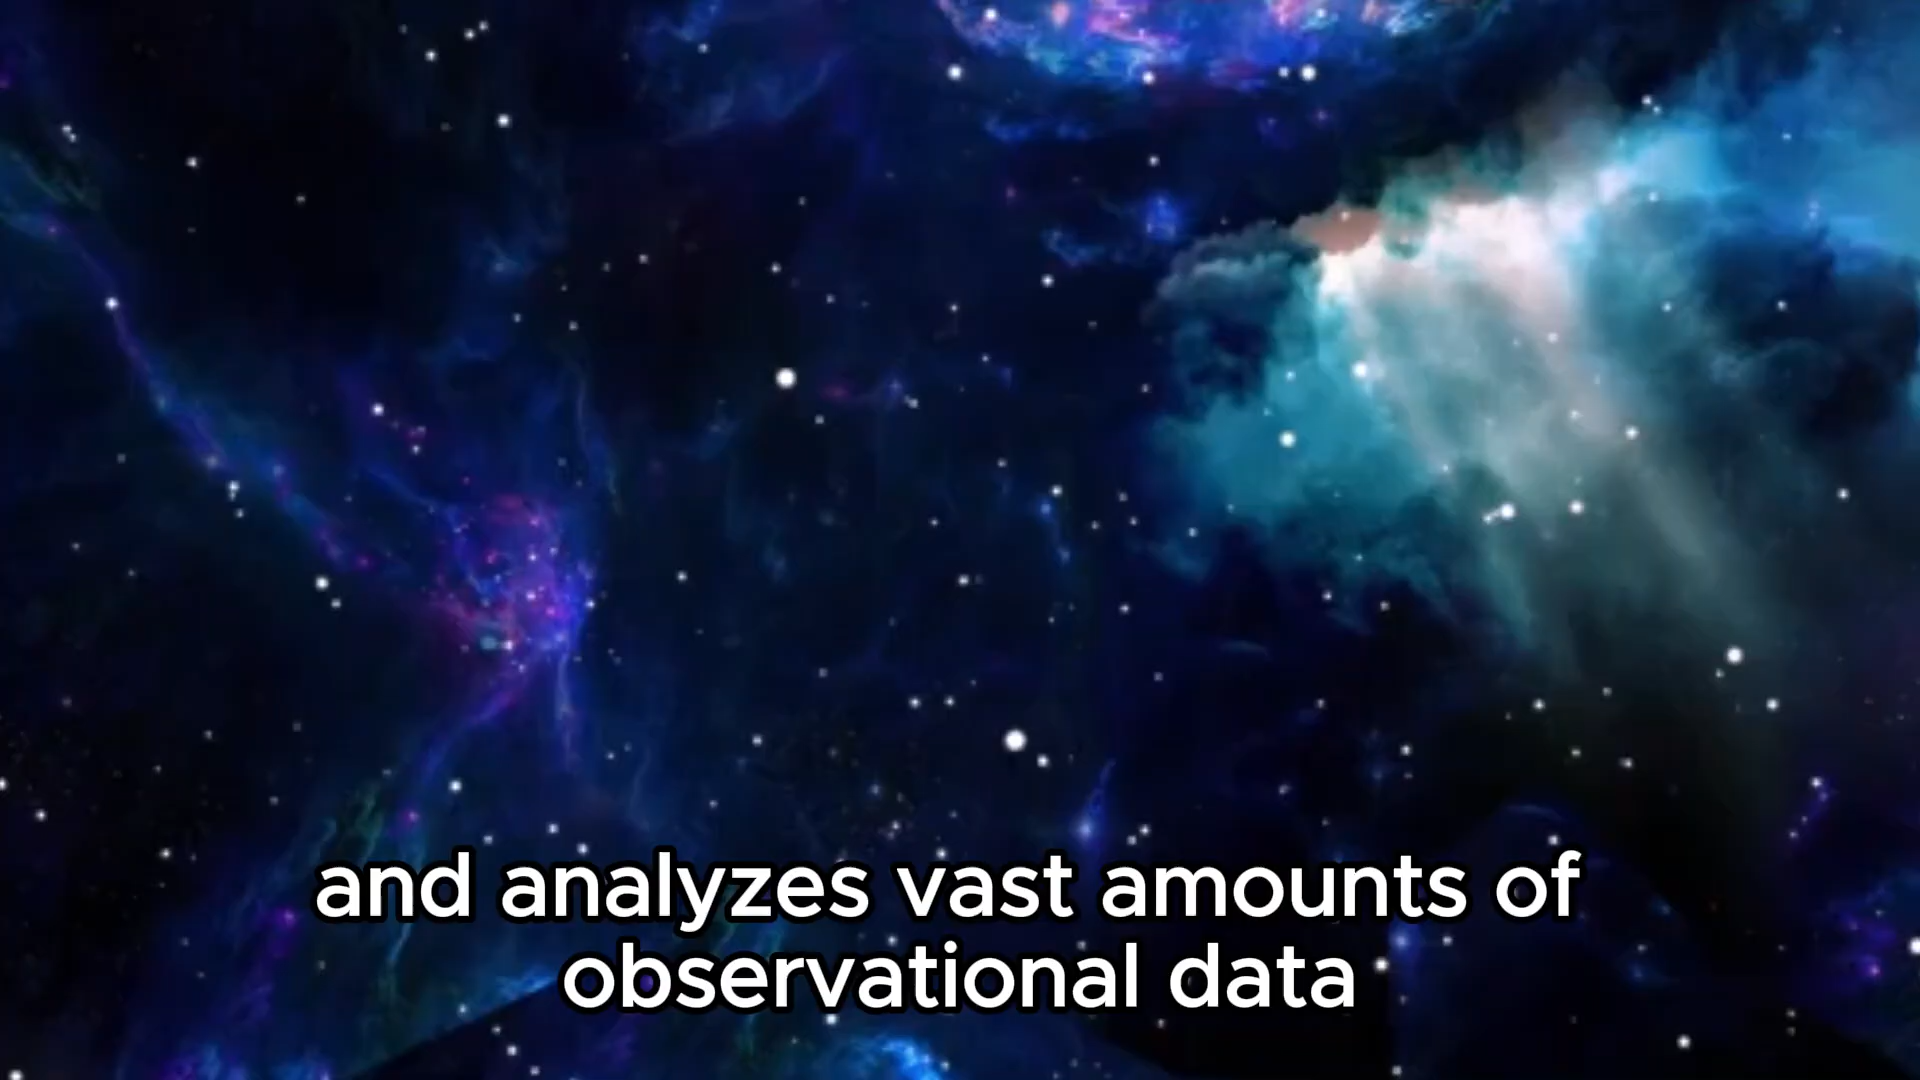 and analyzes vast amounts of
observational data